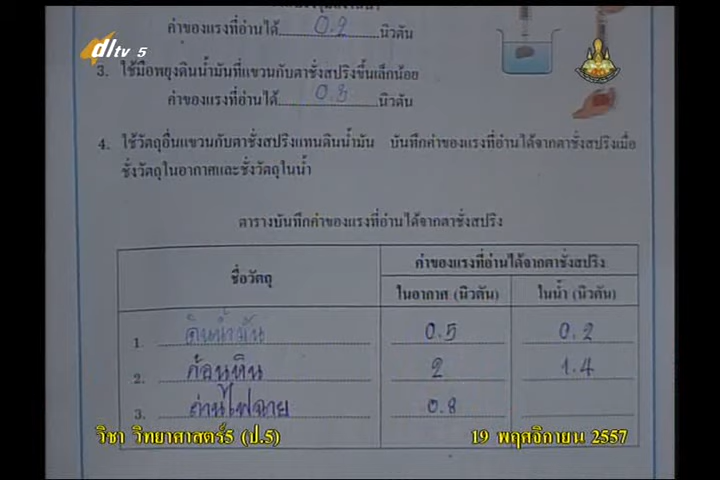 dltv 5
ค่าของแรงที่อ่านได้ 0.2 นิวตัน
3. ใช้มือพยุงดินน้ำมันที่แขวนกับตาชั่งสปริงขึ้นเล็กน้อย
ค่าของแรงที่อ่านได้ 0.3 นิวตัน
4. ใช้วัตถุอื่นแขวนกับตาชั่งสปริงแทนดินน้ำมัน บันทึกค่าของแรงที่อ่านได้จากตาชั่งสปริงเมื่อ
ชั่งวัตถุในอากาศและชั่งวัตถุในน้ำ
ตารางบันทึกค่าของแรงที่อ่านได้จากตาชั่งสปริง
ชื่อวัตถุ
ค่าของแรงที่อ่านได้จากตาชั่งสปริง
ในอากาศ (นิวตัน) ในน้ำ (นิวตัน)
1. ดินน้ำมัน 0.5 0.2
2. ก้อนหิน 2 1.4
3. ถ่านไฟฉาย 0.8
วิชา วิทยาศาสตร์5 (ป.5) 19 พฤศจิกายน 2557